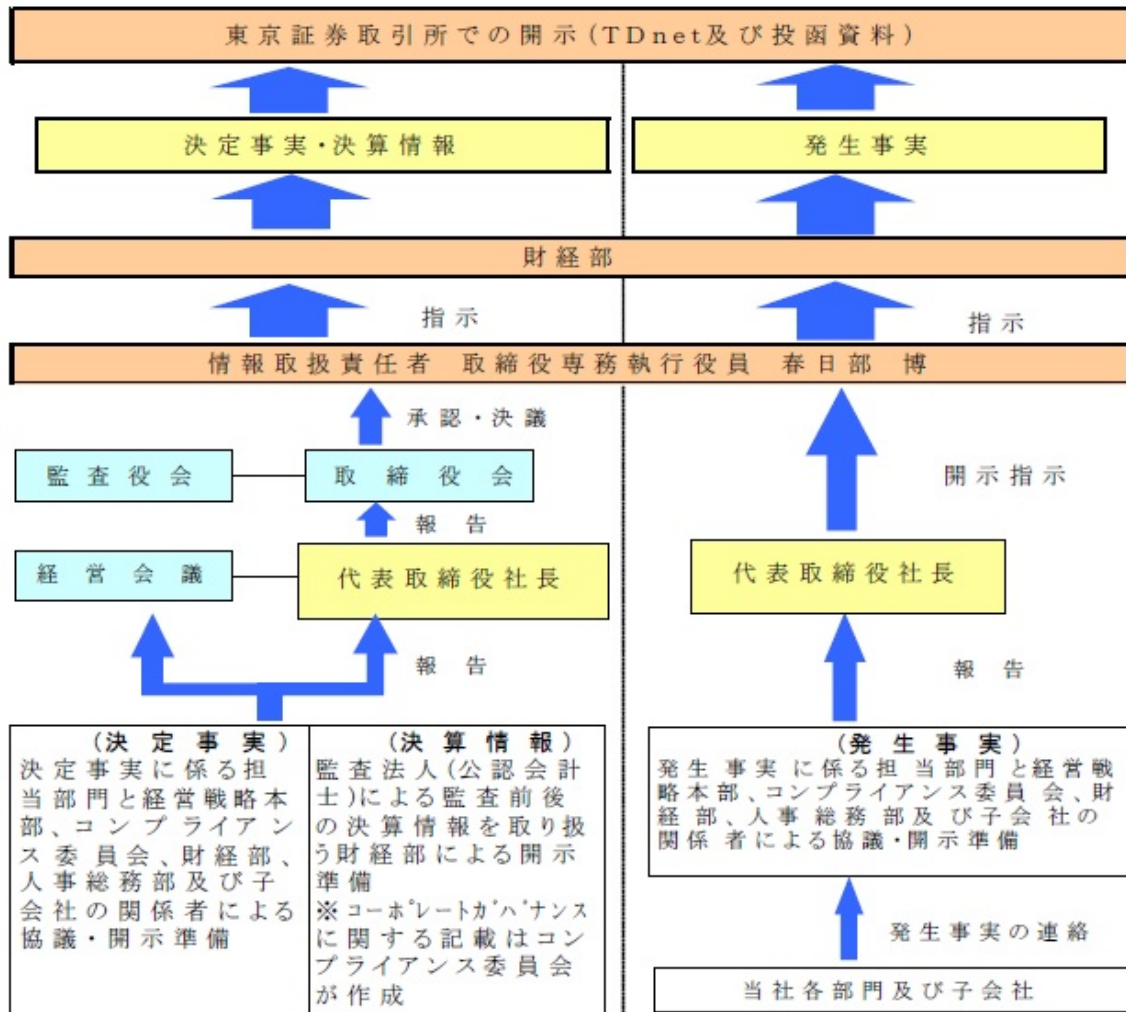 東京証券取引所での開示(TDnet及び投函資料)
決定事実・決算情報
発生事実
財経部
指示
指示
情報取扱責任者 取締役専務執行役員 春日部 博
承認・決議
監査役会
取締役会
開示指示
報告
経営会議
代表取締役社長
代表取締役社長
報告
報告
(決定事実)
決定事実に係る担
当部門と経営戦略本
部、コンプライアン
ス委員会、財経部、
人事総務部及び子
会社の関係者による
協議・開示準備
(決算情報)
監査法人(公認会計
士)による監査前後
の決算情報を取り扱
う財経部による開示
準備
※コーポレートガバナンス
に関する記載はコン
プライアンス委員会
が作成
(発生事実)
発生事実に係る担当部門と経営戦
略本部、コンプライアンス委員会、財
経部、人事総務部及び子会社の
関係者による協議・開示準備
発生事実の連絡
当社各部門及び子会社